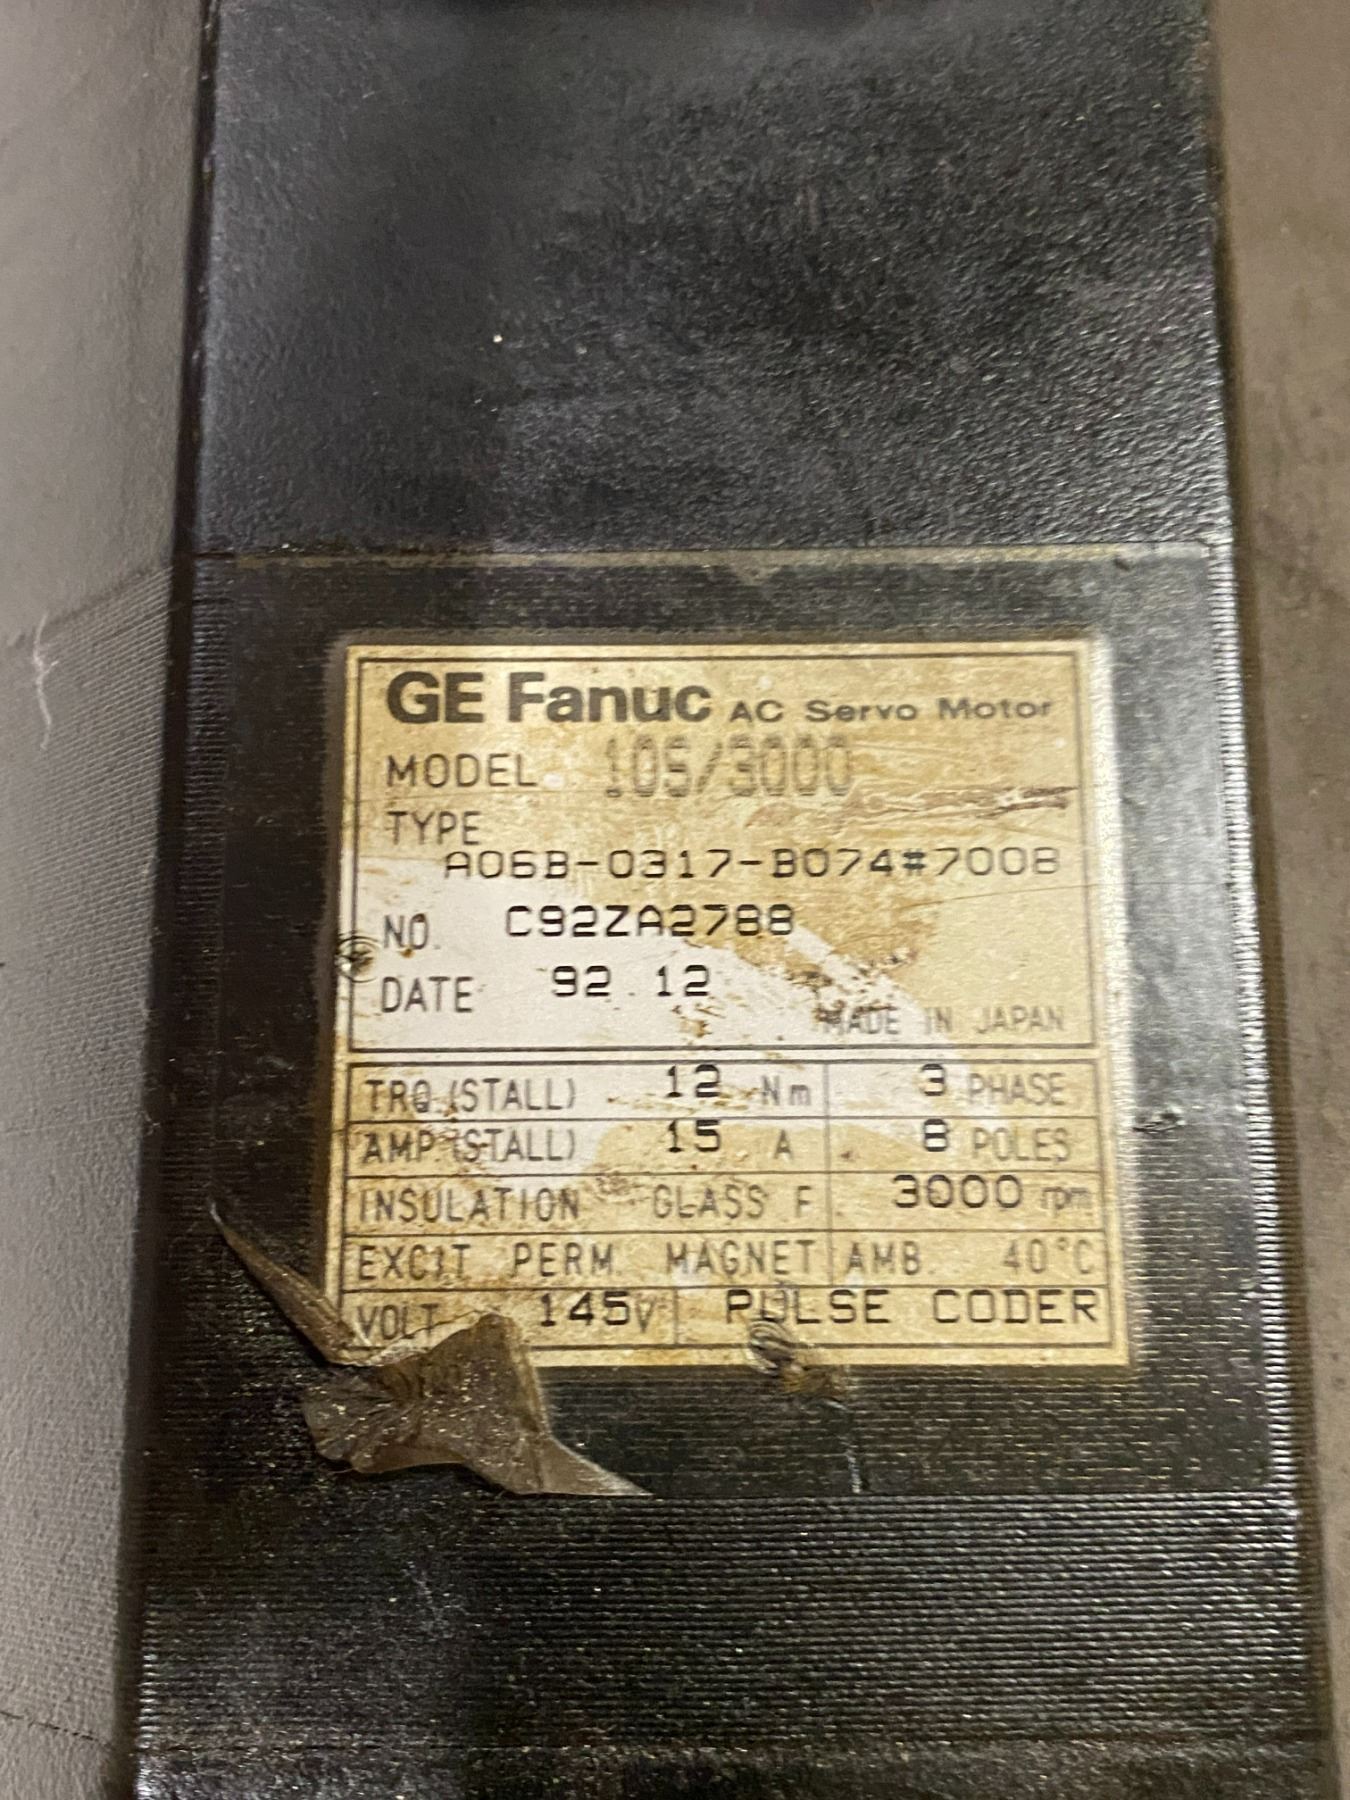 GE Fanuc AC Servo Motor
MODEL 10S/3000
TYPE
A06B-0317-B074#7008
NO. C92ZA2788
DATE 92.12
MADE IN JAPAN
TRQ.(STALL) 12 Nm 3 PHASE
AMP.(STALL) 15 A 8 POLES
INSULATION GLASS F 3000 rpm
EXCIT PERM. MAGNET AMB. 40°C
VOLT 145V PULSE CODER